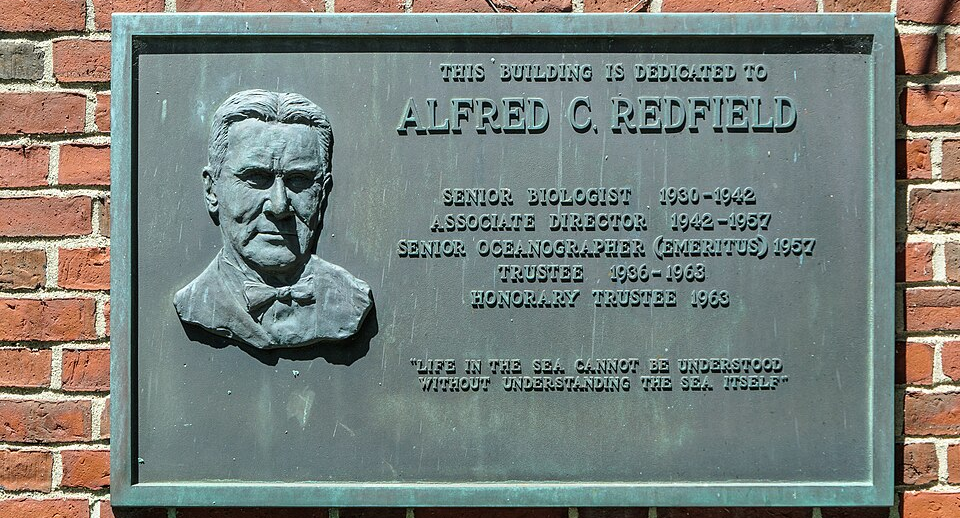 THIS BUILDING IS DEDICATED TO
ALFRED C. REDFIELD
SENIOR BIOLOGIST 1930-1942
ASSOCIATE DIRECTOR 1942-1957
SENIOR OCEANOGRAPHER (EMERITUS) 1957
TRUSTEE 1936-1963
HONORARY TRUSTEE 1963
"LIFE IN THE SEA CANNOT BE UNDERSTOOD
WITHOUT UNDERSTANDING THE SEA ITSELF"